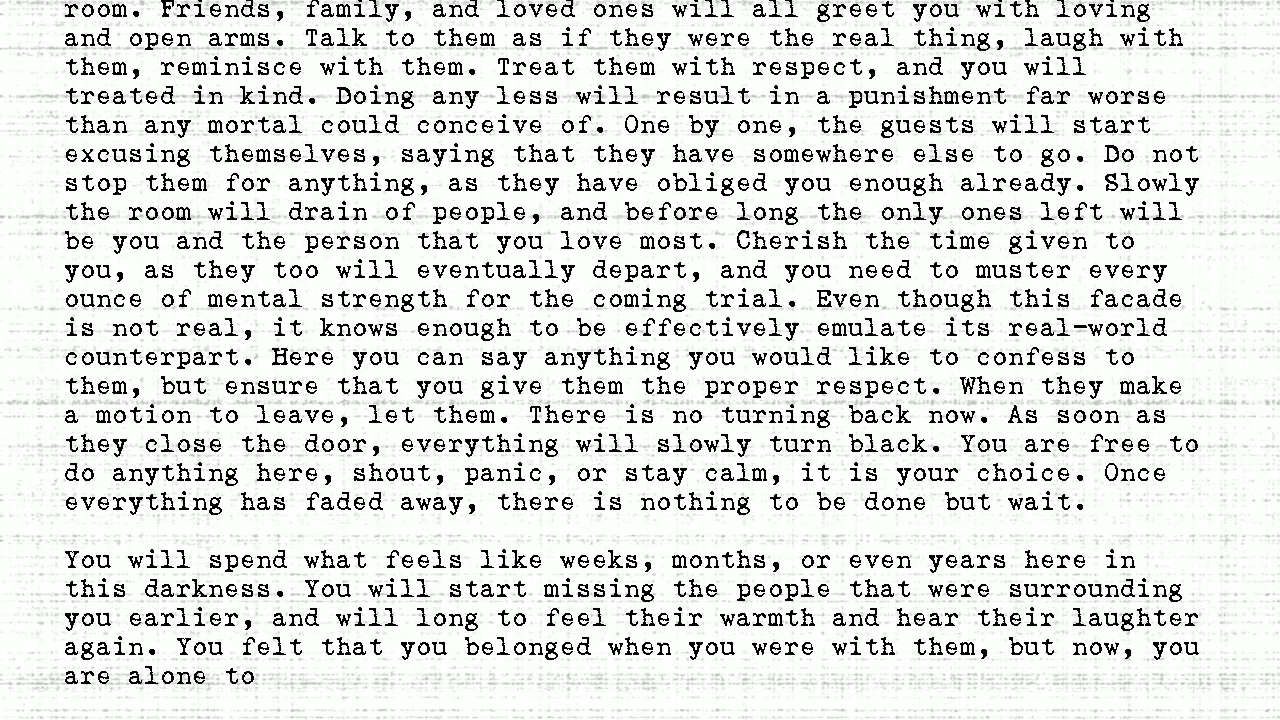 room. Friends, family, and loved ones will all greet you with loving
and open arms. Talk to them as if they were the real thing, laugh with
them, reminisce with them. Treat them with respect, and you will
treated in kind. Doing any less will result in a punishment far worse
than any mortal could conceive of. One by one, the guests will start
excusing themselves, saying that they have somewhere else to go. Do not
stop them for anything, as they have obliged you enough already. Slowly
the room will drain of people, and before long the only ones left will
be you and the person that you love most. Cherish the time given to
you, as they too will eventually depart, and you need to muster every
ounce of mental strength for the coming trial. Even though this facade
is not real, it knows enough to be effectively emulate its real-world
counterpart. Here you can say anything you would like to confess to
them, but ensure that you give them the proper respect. When they make
a motion to leave, let them. There is no turning back now. As soon as
they close the door, everything will slowly turn black. You are free to
do anything here, shout, panic, or stay calm, it is your choice. Once
everything has faded away, there is nothing to be done but wait.

You will spend what feels like weeks, months, or even years here in
this darkness. You will start missing the people that were surrounding
you earlier, and will long to feel their warmth and hear their laughter
again. You felt that you belonged when you were with them, but now, you
are alone to